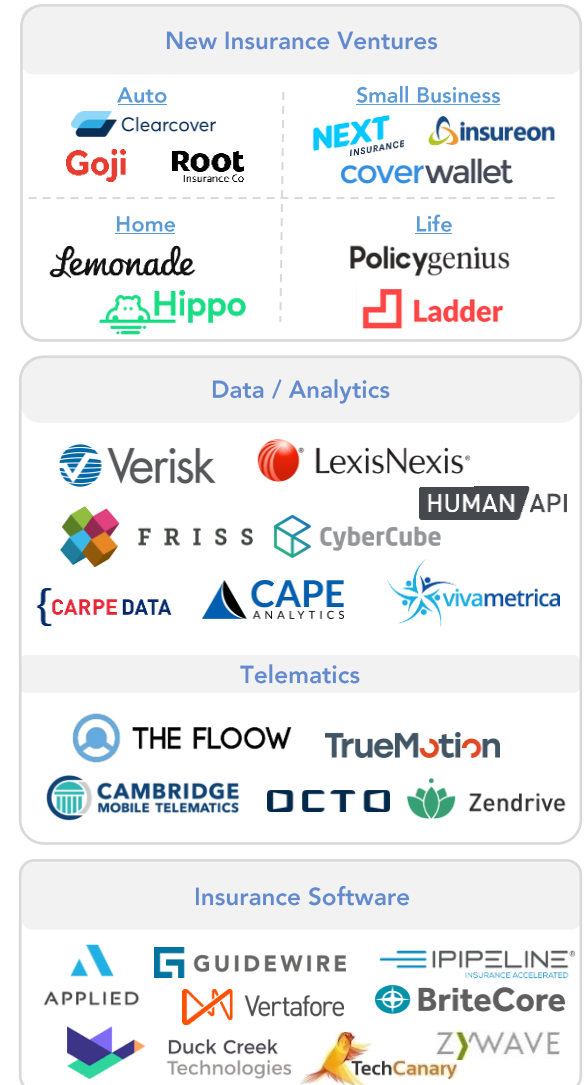 New Insurance Ventures
Auto
Small Business
Clearcover
Goji
Root
Insurance Co
NEXT
INSURANCE
insureon
coverwallet
Home
Life
Lemonade
Hippo
Policygenius
Ladder
Data / Analytics
Verisk
LexisNexis®
HUMAN API
FRISS
CyberCube
{CARPE DATA
CAPE
ANALYTICS
vivametrica
Telematics
THE FLOOW
TrueMotion
CAMBRIDGE
MOBILE TELEMATICS
OCTO
Zendrive
Insurance Software
APPLIED
GUIDEWIRE
IPIPELINE®
INSURANCE ACCELERATED
Vertafore
BriteCore
Duck Creek
Technologies
TechCanary
ZYWAVE